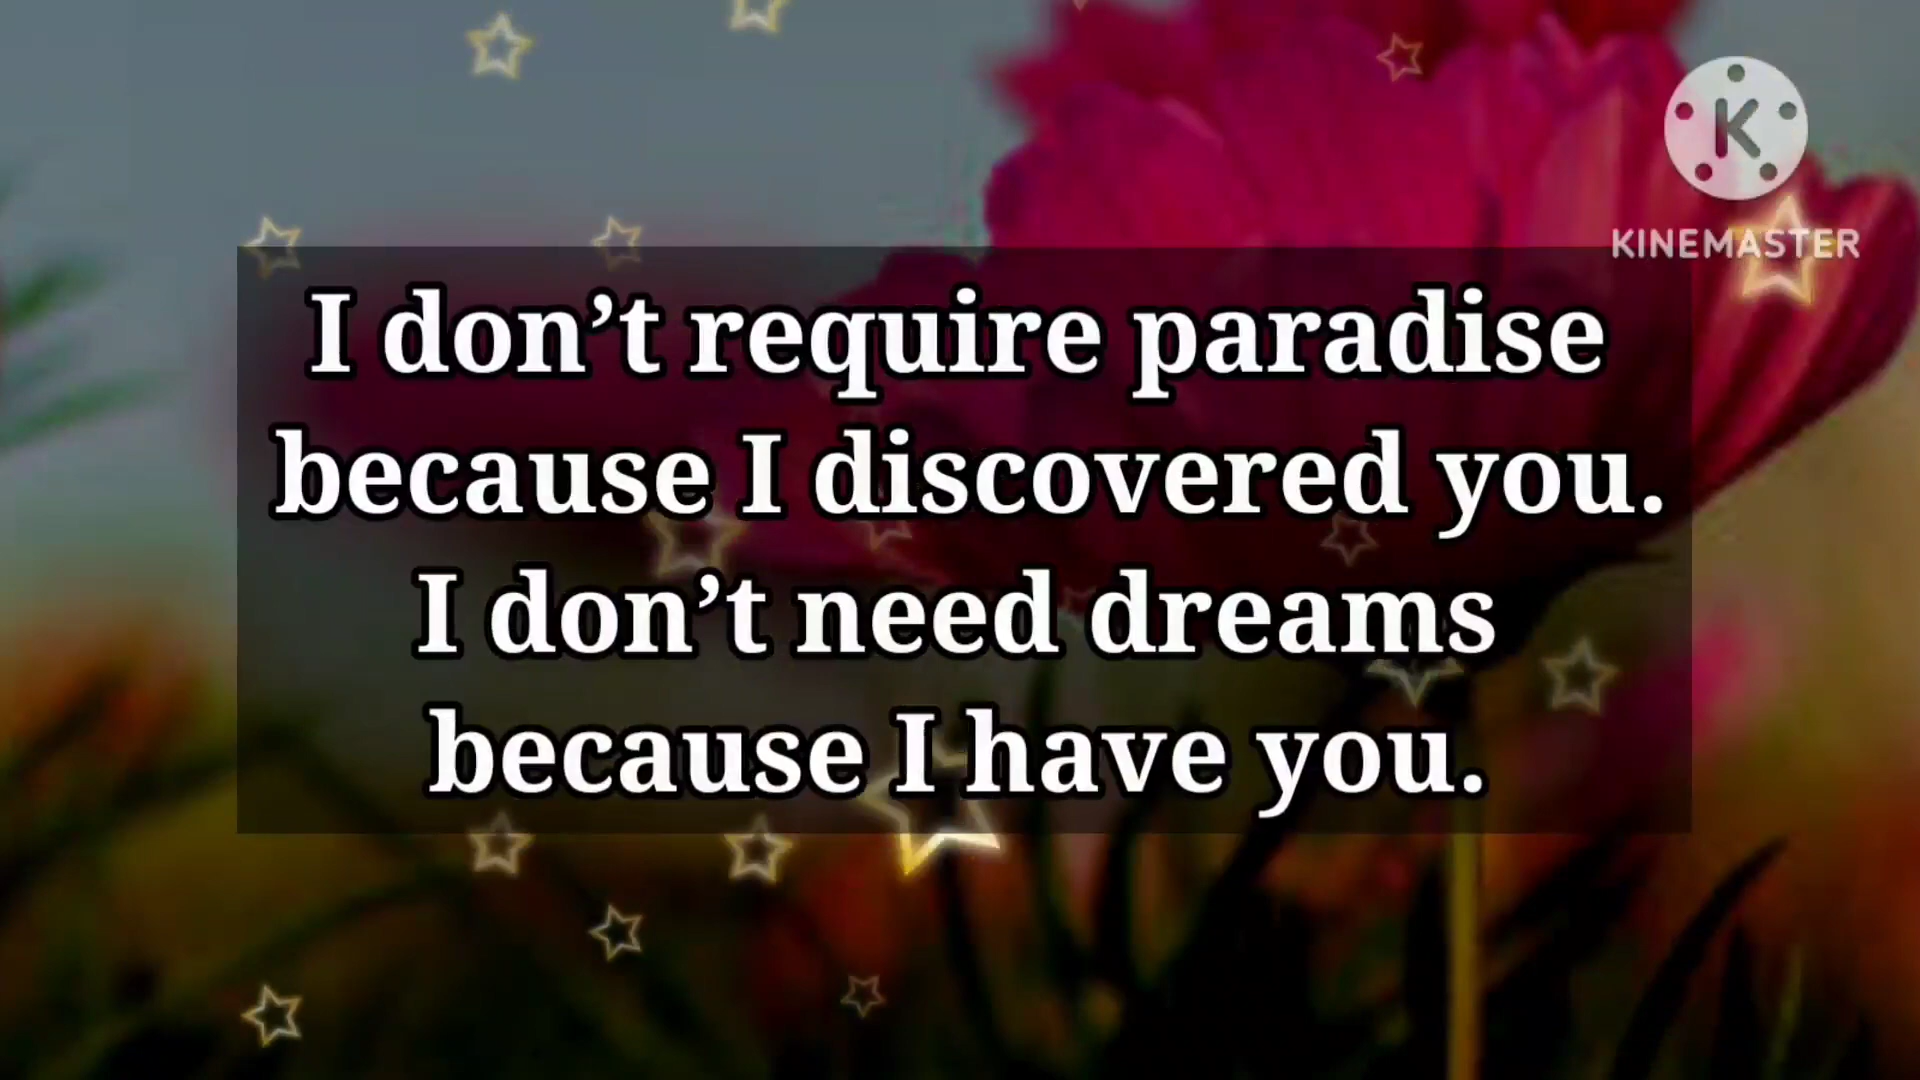 K
KINEMASTER
I don’t require paradise
because I discovered you.
I don’t need dreams
because I have you.